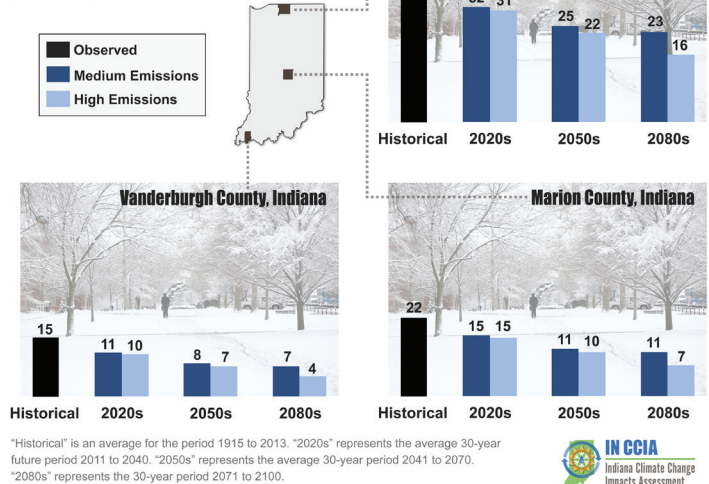 Observed
Medium Emissions
High Emissions
32 31
25 22
23 16
Historical 2020s 2050s 2080s
Vanderburgh County, Indiana
15
11 10
8 7
7 4
Historical 2020s 2050s 2080s
Marion County, Indiana
22
15 15
11 10
11 7
Historical 2020s 2050s 2080s
"Historical" is an average for the period 1915 to 2013. "2020s" represents the average 30-year
future period 2011 to 2040. "2050s" represents the average 30-year period 2041 to 2070.
"2080s" represents the 30-year period 2071 to 2100.
IN CCIA
Indiana Climate Change
Impacts Assessment